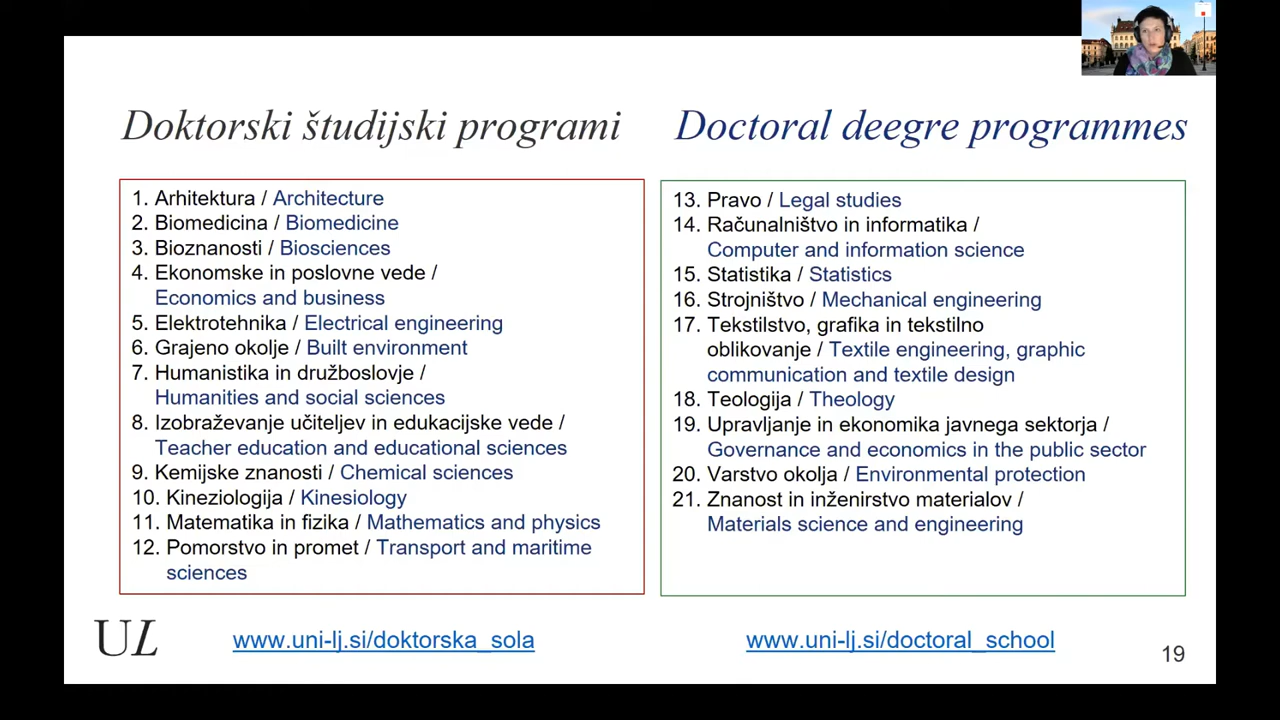 Doktorski študijski programi
Doctoral deegre programmes
1. Arhitektura / Architecture
2. Biomedicina / Biomedicine
3. Bioznanosti / Biosciences
4. Ekonomske in poslovne vede /
Economics and business
5. Elektrotehnika / Electrical engineering
6. Grajeno okolje / Built environment
7. Humanistika in družboslovje /
Humanities and social sciences
8. Izobraževanje učiteljev in edukacijske vede /
Teacher education and educational sciences
9. Kemijske znanosti / Chemical sciences
10. Kineziologija / Kinesiology
11. Matematika in fizika / Mathematics and physics
12. Pomorstvo in promet / Transport and maritime
sciences
13. Pravo / Legal studies
14. Računalništvo in informatika /
Computer and information science
15. Statistika / Statistics
16. Strojništvo / Mechanical engineering
17. Tekstilstvo, grafika in tekstilno
oblikovanje / Textile engineering, graphic
communication and textile design
18. Teologija / Theology
19. Upravljanje in ekonomika javnega sektorja /
Governance and economics in the public sector
20. Varstvo okolja / Environmental protection
21. Znanost in inženirstvo materialov /
Materials science and engineering
UL
www.uni-lj.si/doktorska_sola
www.uni-lj.si/doctoral_school
19